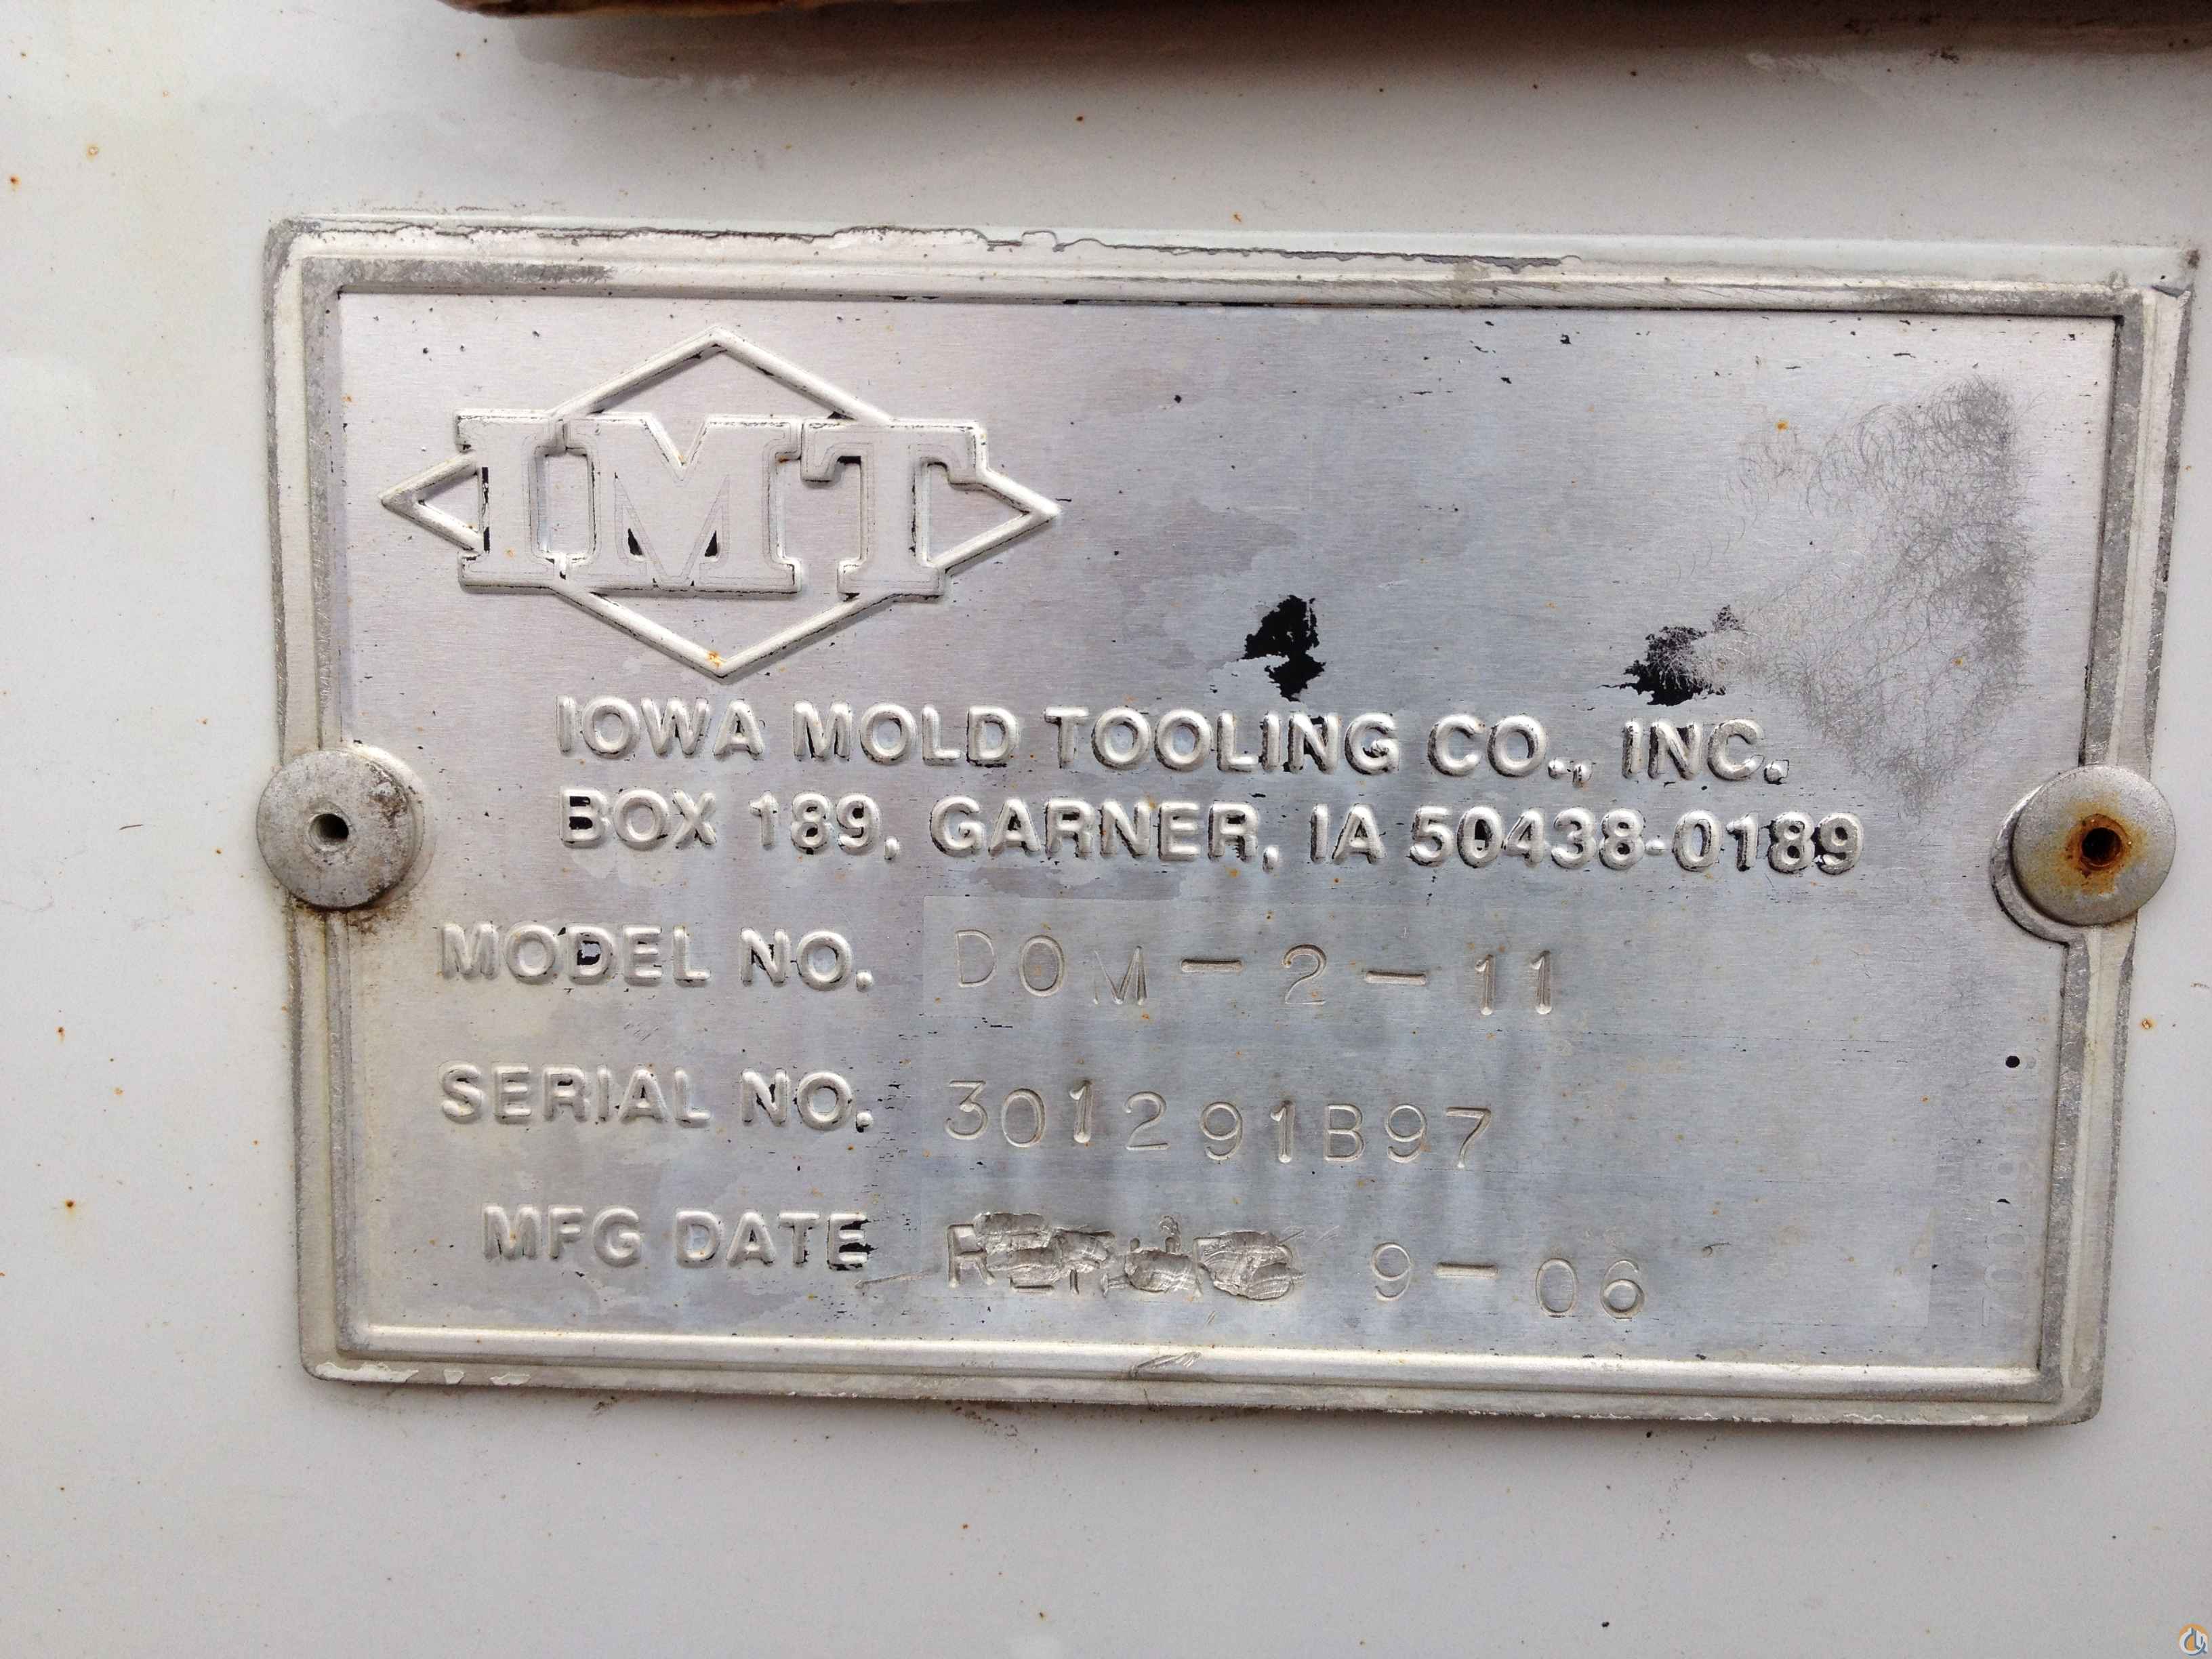 IMT
IOWA MOLD TOOLING CO., INC.
BOX 189, GARNER, IA 50438-0189
MODEL NO. DOM-2-11
SERIAL NO. 301291B97
MFG DATE 9-06